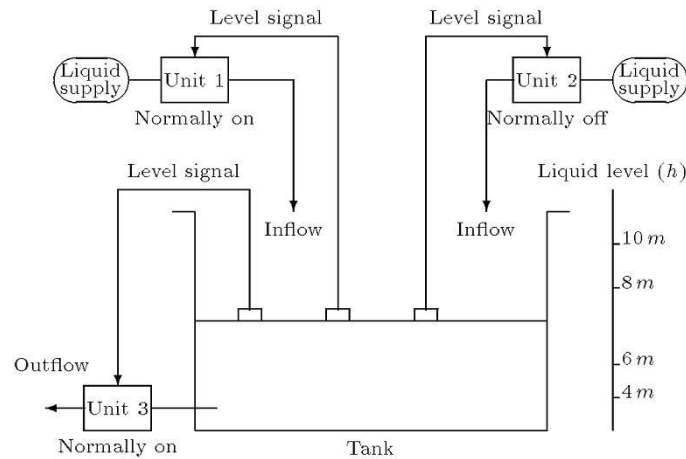 Level signal
Level signal
Liquid
supply
Unit 1
Unit 2
Liquid
supply
Normally on
Normally off
Level signal
Liquid level (h)
Inflow
Inflow
10 m
8 m
Outflow
6 m
Unit 3
4 m
Normally on
Tank